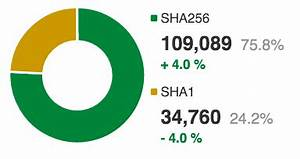 SHA256
109,089 75.8%
+ 4.0 %
SHA1
34,760 24.2%
- 4.0 %